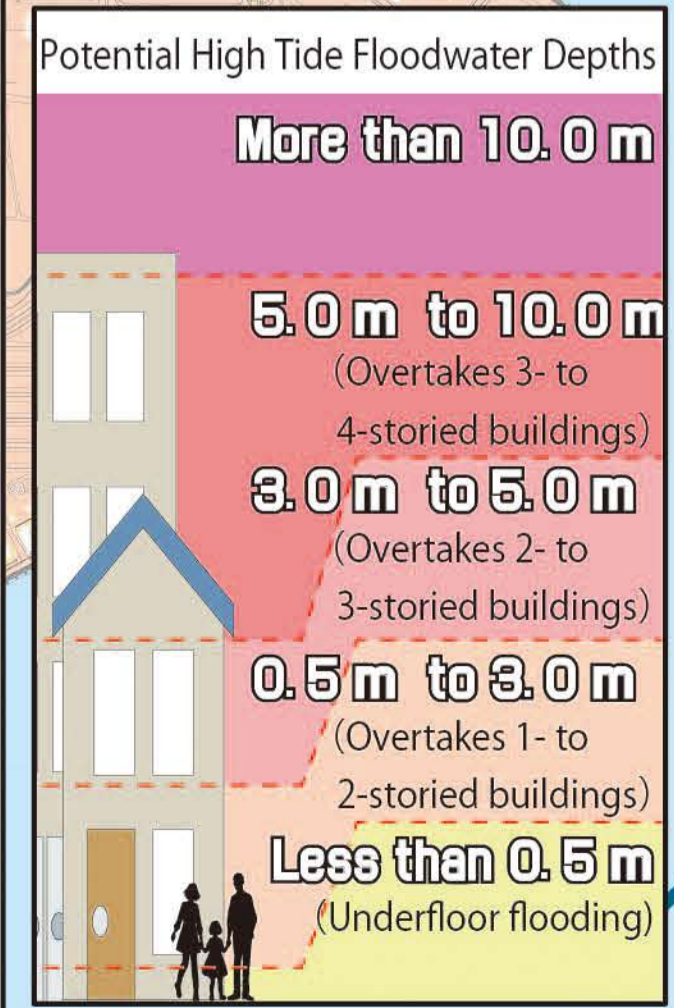 Potential High Tide Floodwater Depths
More than 10.0 m
5.0 m to 10.0 m
(Overtakes 3- to
4-storied buildings)
3.0 m to 5.0 m
(Overtakes 2- to
3-storied buildings)
0.5 m to 3.0 m
(Overtakes 1- to
2-storied buildings)
Less than 0.5 m
(Underfloor flooding)